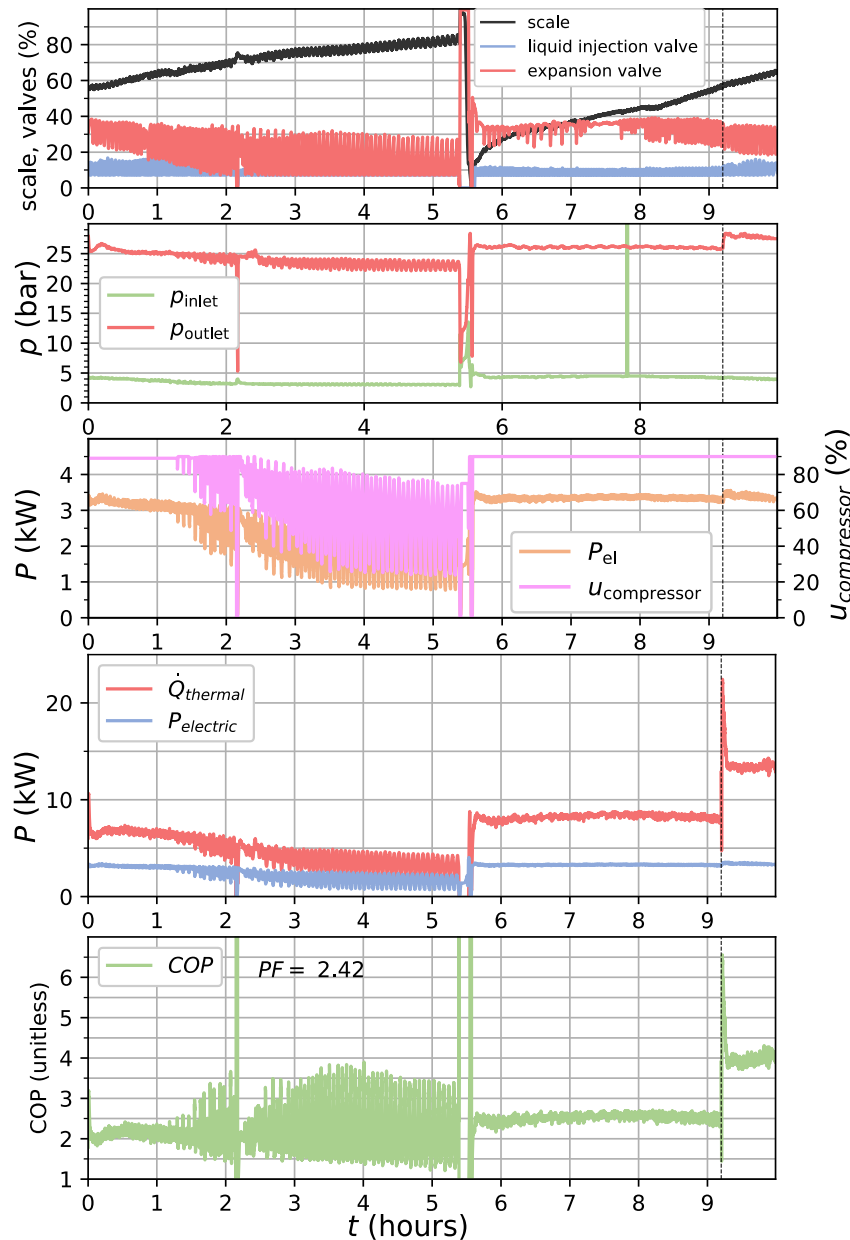 scale, valves (%)
80
60
40
20
0
scale
liquid injection valve
expansion valve
0 1 2 3 4 5 6 7 8 9
p (bar)
25
20
15
10
5
0
p_inlet
p_outlet
0 2 4 6 8
P (kW)
4
3
2
1
0
P_el
u_compressor
80
60
40
20
0
u_compressor (%)
0 1 2 3 4 5 6 7 8 9
P (kW)
20
10
0
Q̇_thermal
P_electric
0 1 2 3 4 5 6 7 8 9
COP (unitless)
6
5
4
3
2
1
COP
PF = 2.42
0 1 2 3 4 5 6 7 8 9
t (hours)